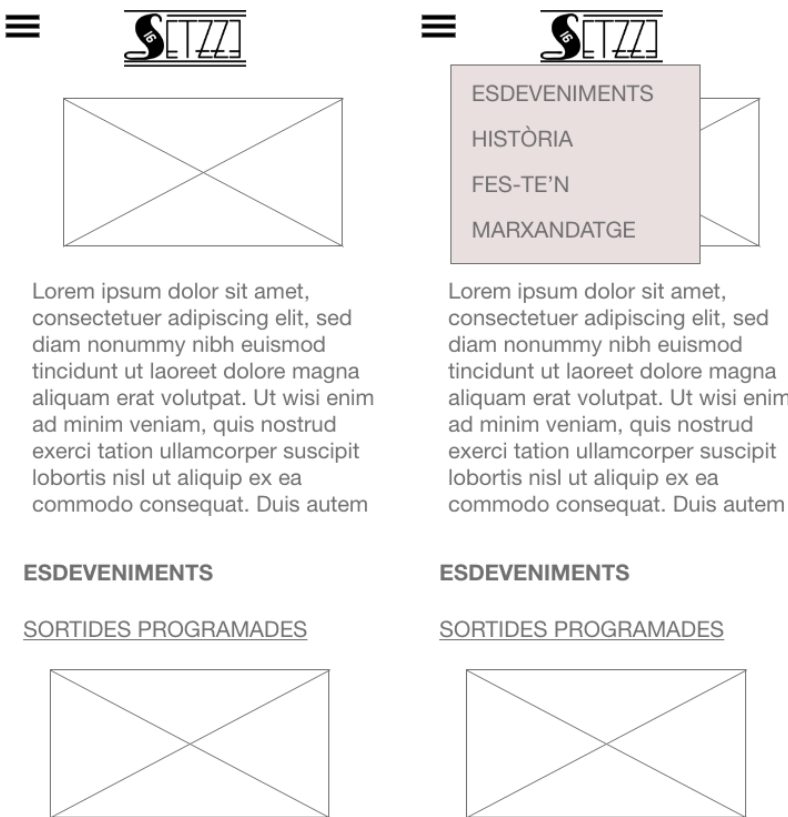 SETZZE
16
Lorem ipsum dolor sit amet,
consectetuer adipiscing elit, sed
diam nonummy nibh euismod
tincidunt ut laoreet dolore magna
aliquam erat volutpat. Ut wisi enim
ad minim veniam, quis nostrud
exerci tation ullamcorper suscipit
lobortis nisl ut aliquip ex ea
commodo consequat. Duis autem
ESDEVENIMENTS
SORTIDES PROGRAMADES
SETZZE
16
ESDEVENIMENTS
HISTÒRIA
FES-TE’N
MARXANDATGE
Lorem ipsum dolor sit amet,
consectetuer adipiscing elit, sed
diam nonummy nibh euismod
tincidunt ut laoreet dolore magna
aliquam erat volutpat. Ut wisi enim
ad minim veniam, quis nostrud
exerci tation ullamcorper suscipit
lobortis nisl ut aliquip ex ea
commodo consequat. Duis autem
ESDEVENIMENTS
SORTIDES PROGRAMADES